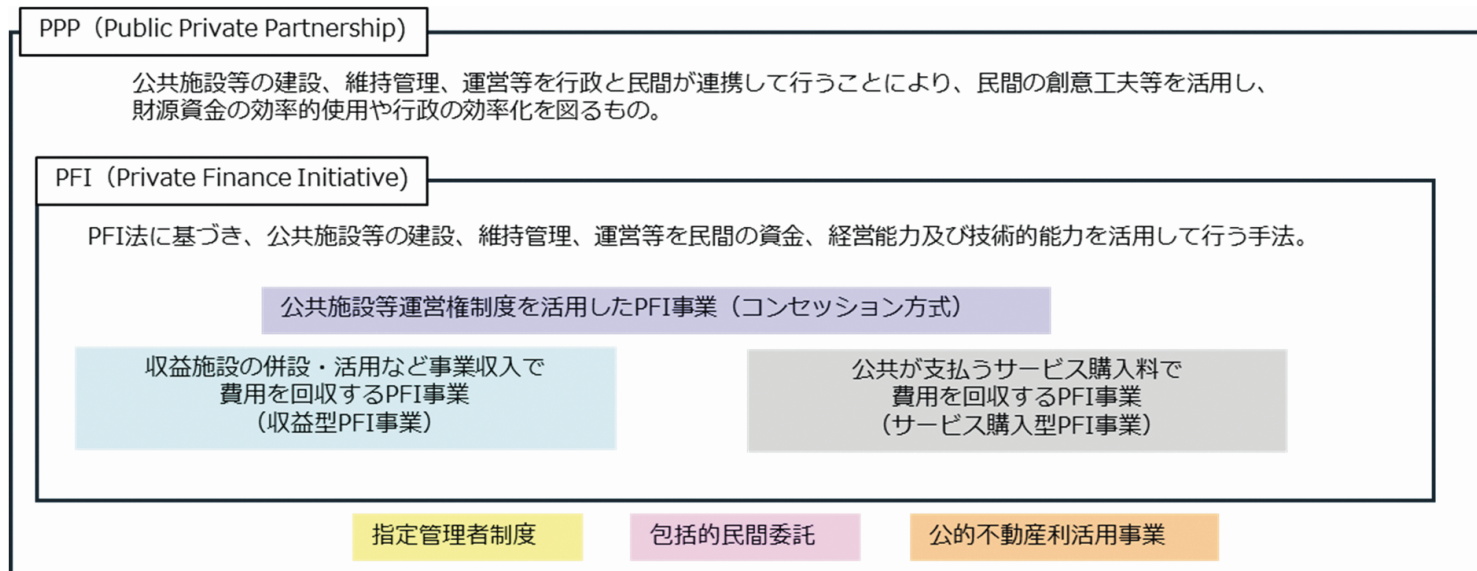 PPP（Public Private Partnership)
公共施設等の建設、維持管理、運営等を行政と民間が連携して行うことにより、民間の創意工夫等を活用し、
財源資金の効率的使用や行政の効率化を図るもの。
PFI（Private Finance Initiative)
PFI法に基づき、公共施設等の建設、維持管理、運営等を民間の資金、経営能力及び技術的能力を活用して行う手法。
公共施設等運営権制度を活用したPFI事業（コンセッション方式）
収益施設の併設・活用など事業収入で
費用を回収するPFI事業
（収益型PFI事業）
公共が支払うサービス購入料で
費用を回収するPFI事業
（サービス購入型PFI事業）
指定管理者制度
包括的民間委託
公的不動産利活用事業